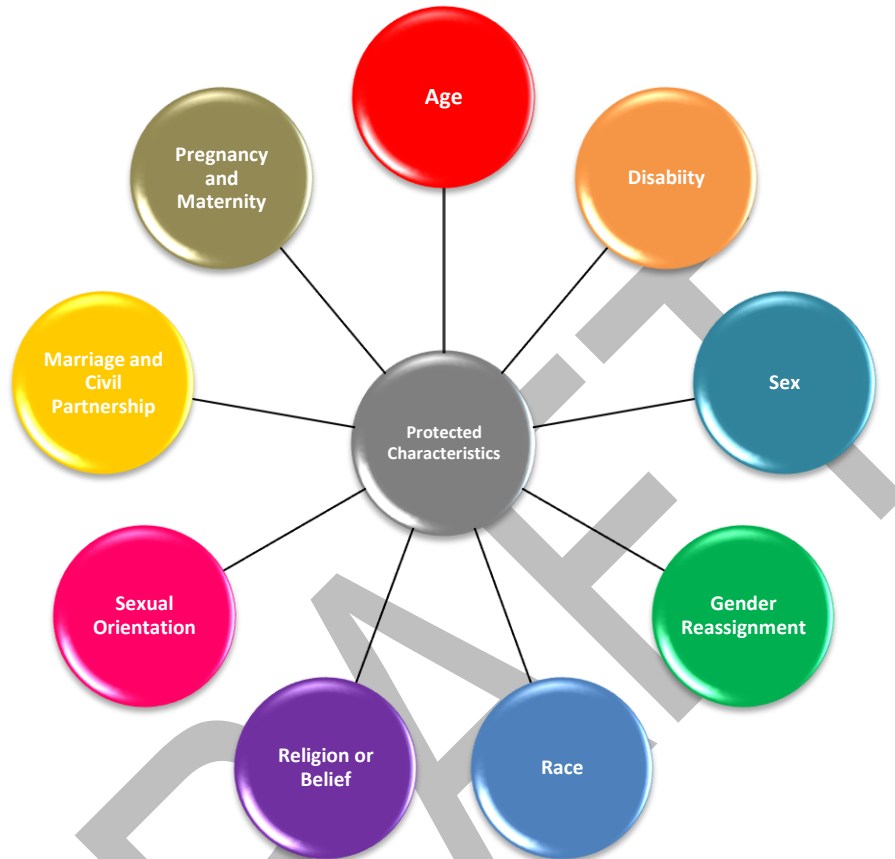 Age
Disabiity
Sex
Gender
Reassignment
Race
Religion or
Belief
Sexual
Orientation
Marriage and
Civil
Partnership
Pregnancy
and
Maternity
Protected
Characteristics
DRAFT